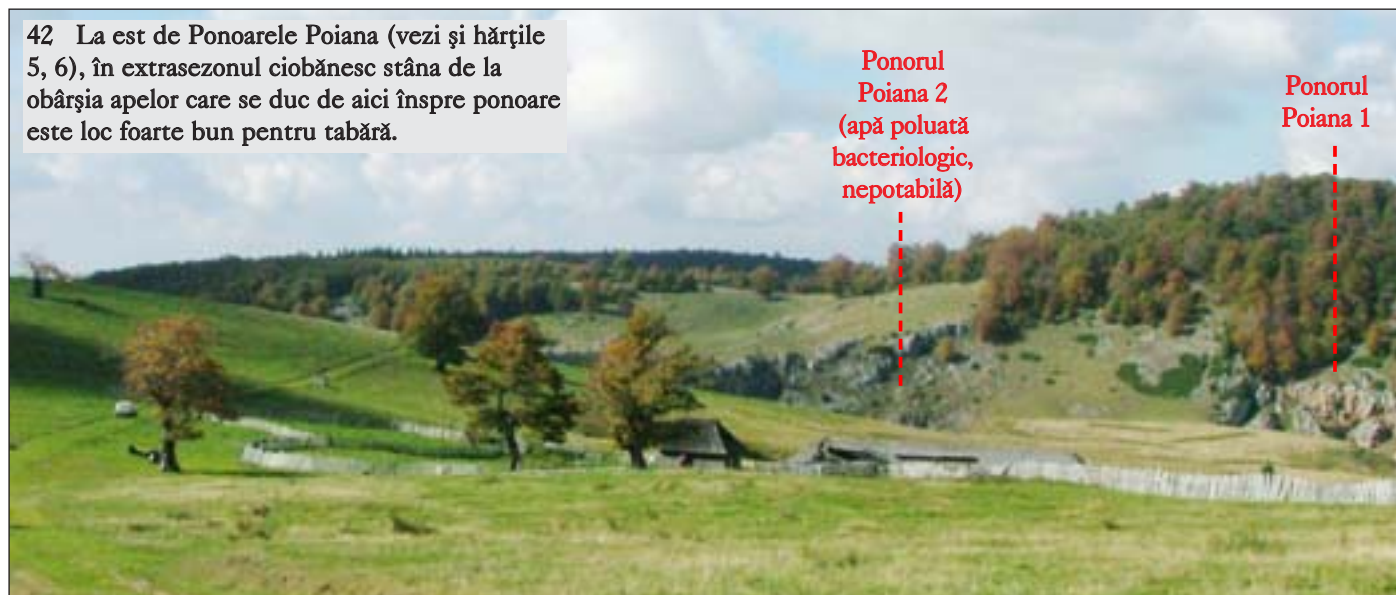 42 La est de Ponoarele Poiana (vezi şi hărţile
5, 6), în extrasezonul ciobănesc stâna de la
obârşia apelor care se duc de aici înspre ponoare
este loc foarte bun pentru tabără.
Ponorul
Poiana 2
(apă poluată
bacteriologic,
nepotabilă)
Ponorul
Poiana 1